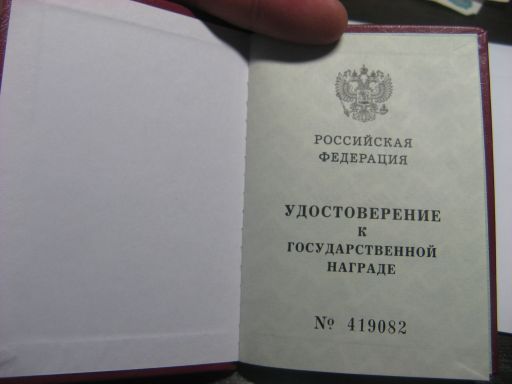 РОССИЙСКАЯ
ФЕДЕРАЦИЯ
УДОСТОВЕРЕНИЕ
К
ГОСУДАРСТВЕННОЙ
НАГРАДЕ
№ 419082